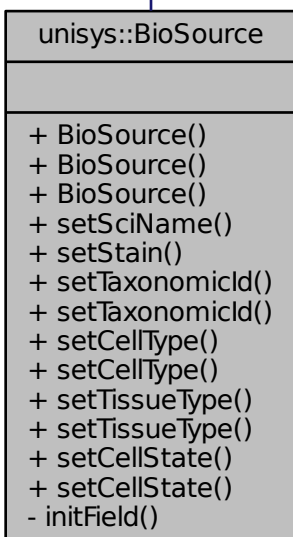 unisys::BioSource
+ BioSource()
+ BioSource()
+ BioSource()
+ setSciName()
+ setStain()
+ setTaxonomicId()
+ setTaxonomicId()
+ setCellType()
+ setCellType()
+ setTissueType()
+ setTissueType()
+ setCellState()
+ setCellState()
- initField()